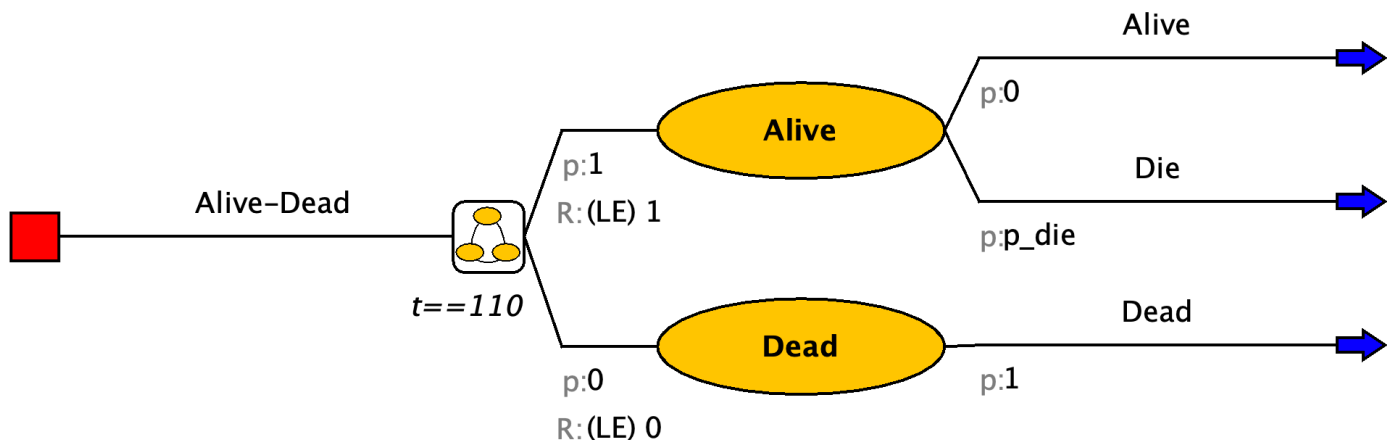 Alive-Dead
t==110
p:1
R:(LE) 1
Alive
Alive
p:0
Die
p:p_die
p:0
R:(LE) 0
Dead
Dead
p:1